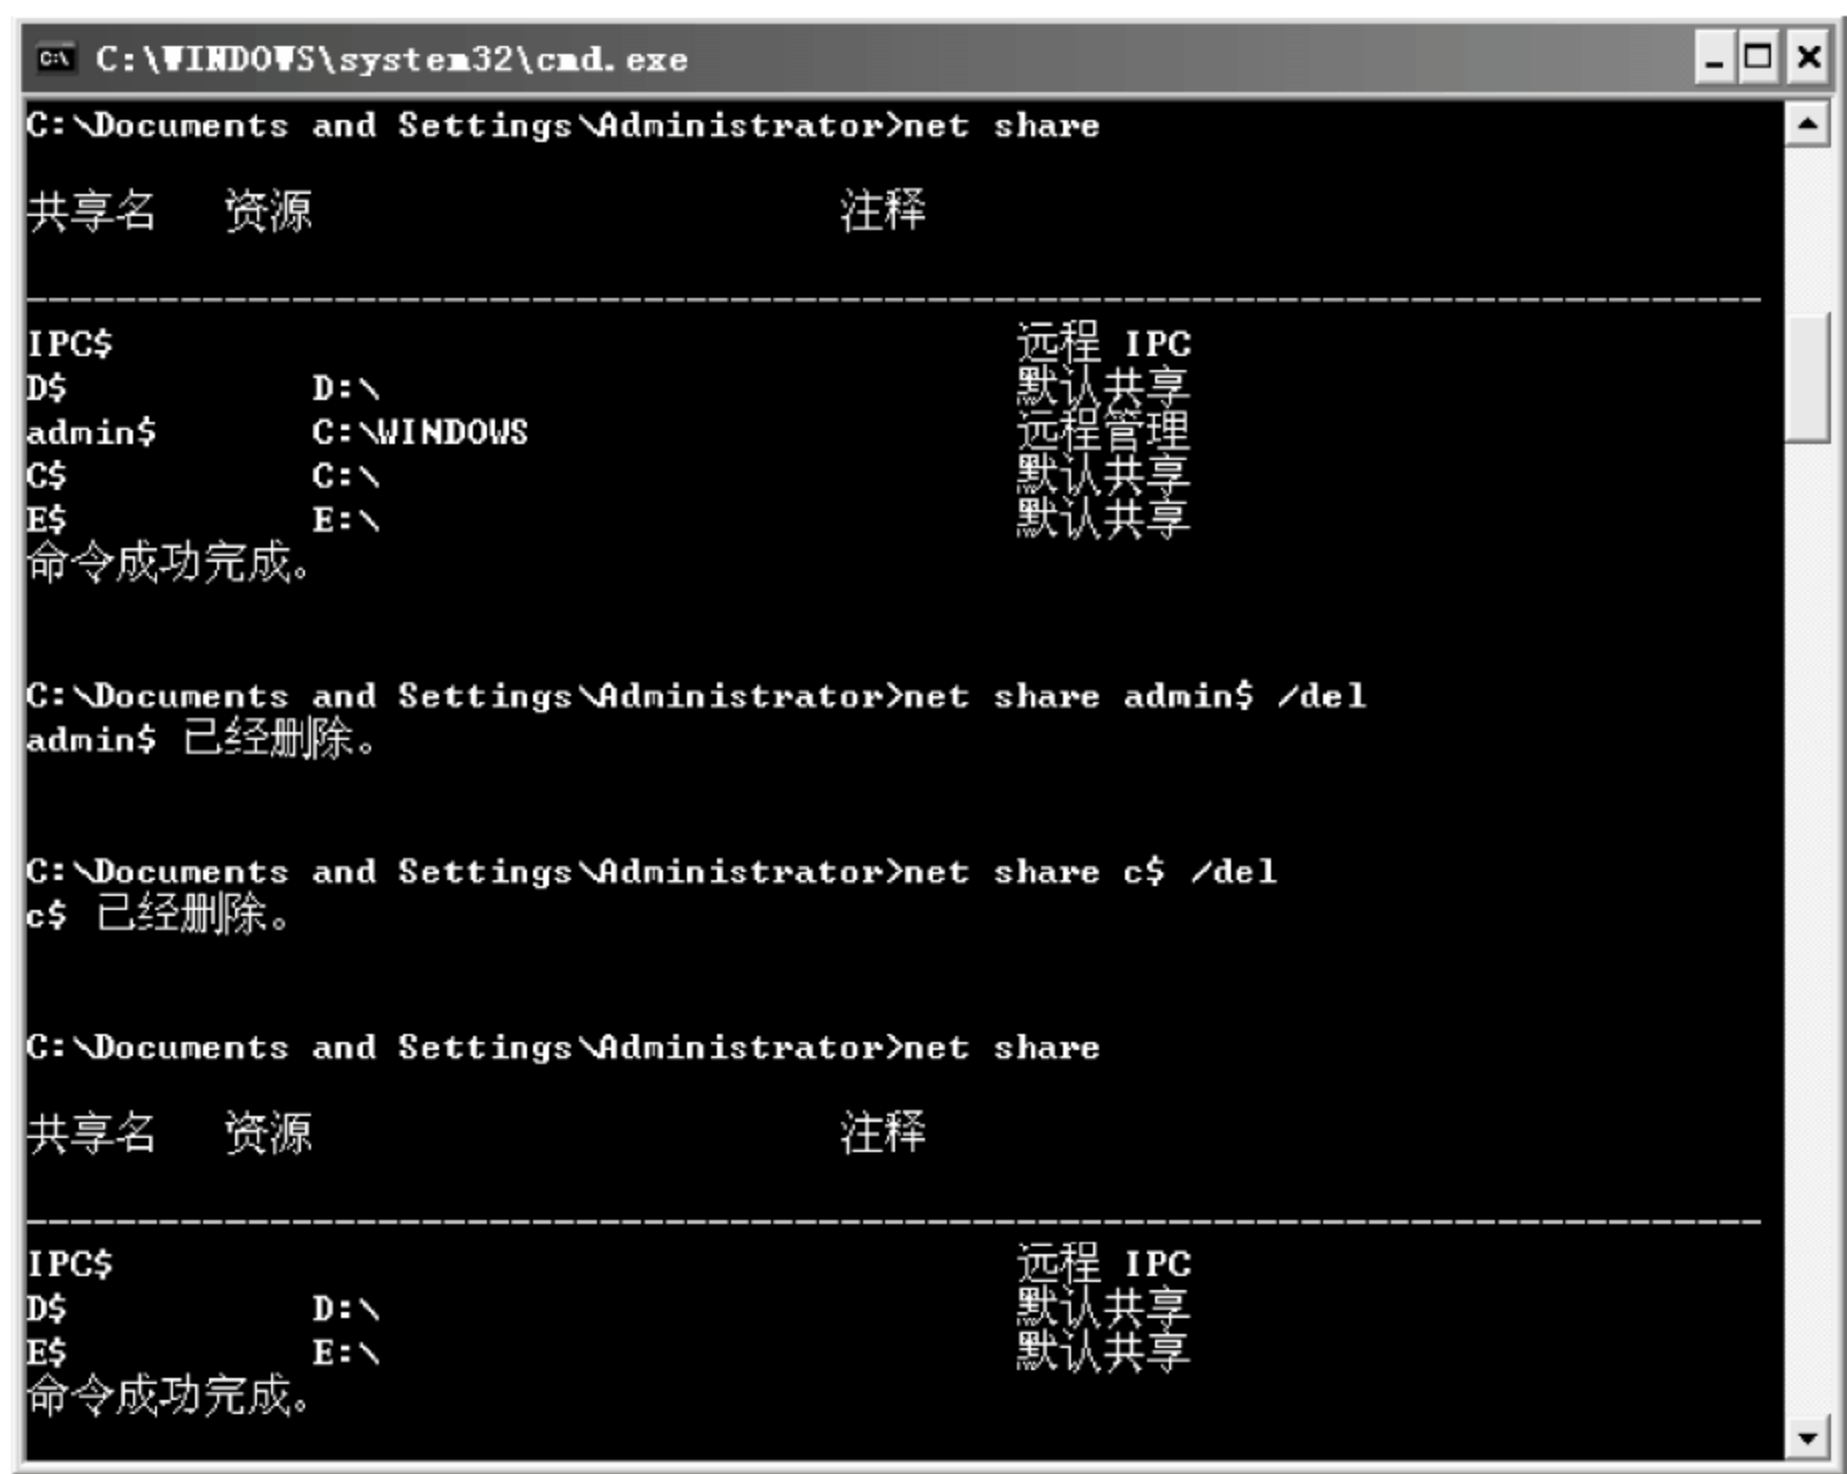 C:\WINDOWS\system32\cmd.exe
C:\Documents and Settings\Administrator>net share
共享名 资源 注释
-------------------------------------------------------------------------------
IPC$ 远程 IPC
D$ D:\ 默认共享
admin$ C:\WINDOWS 远程管理
C$ C:\ 默认共享
E$ E:\ 默认共享
命令成功完成。
C:\Documents and Settings\Administrator>net share admin$ /del
admin$ 已经删除。
C:\Documents and Settings\Administrator>net share c$ /del
c$ 已经删除。
C:\Documents and Settings\Administrator>net share
共享名 资源 注释
-------------------------------------------------------------------------------
IPC$ 远程 IPC
D$ D:\ 默认共享
E$ E:\ 默认共享
命令成功完成。